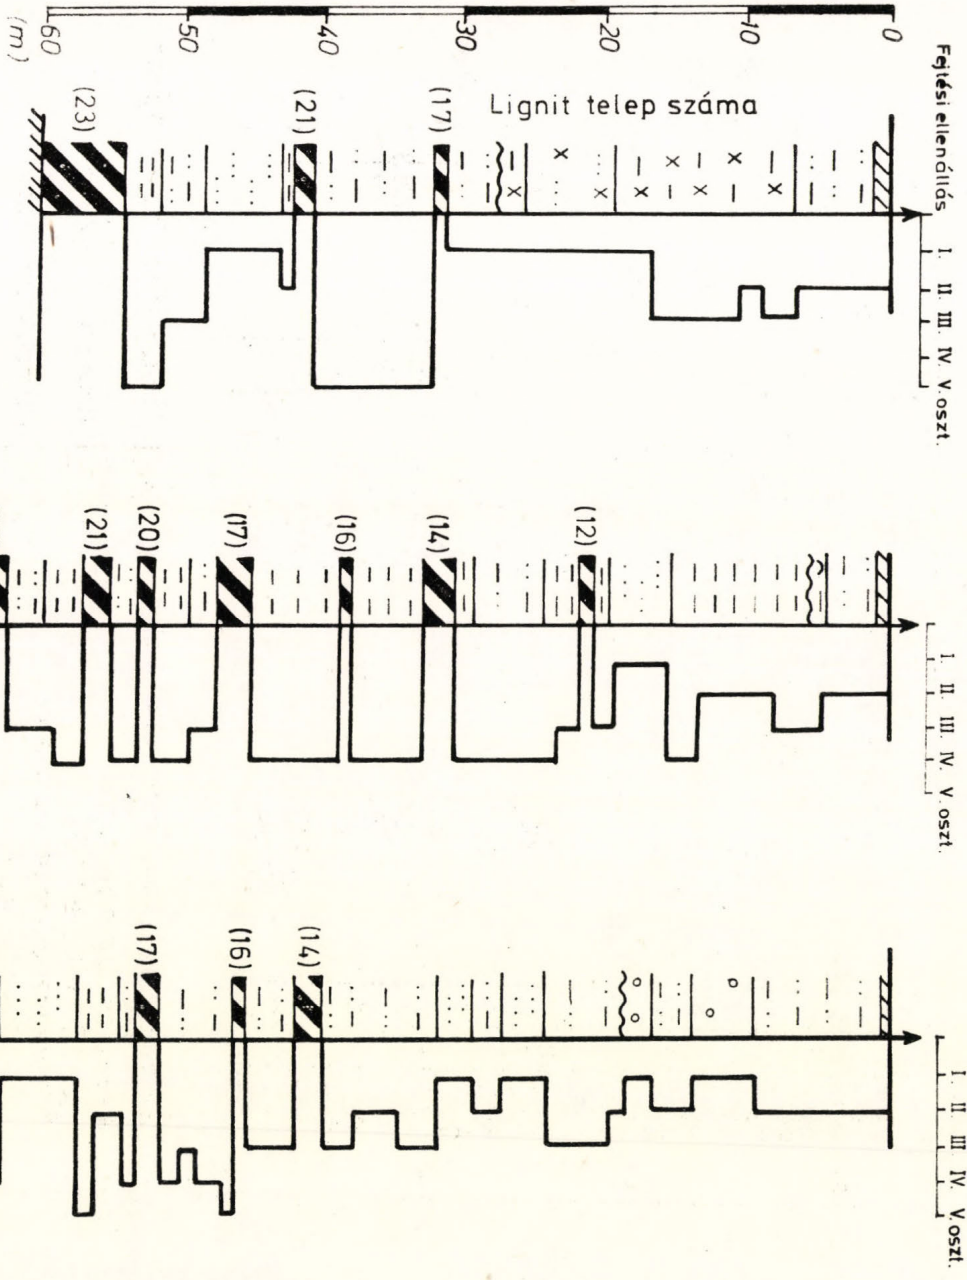 0
10
20
30
40
50
60
(m)
Fejtési ellenállás
I. II. III. IV. V. oszt.
Lignit telep száma
(23) (21) (17)
I. II. III. IV. V. oszt.
(21) (20) (17) (16) (14) (12)
I. II. III. IV. V. oszt.
(17) (16) (14)